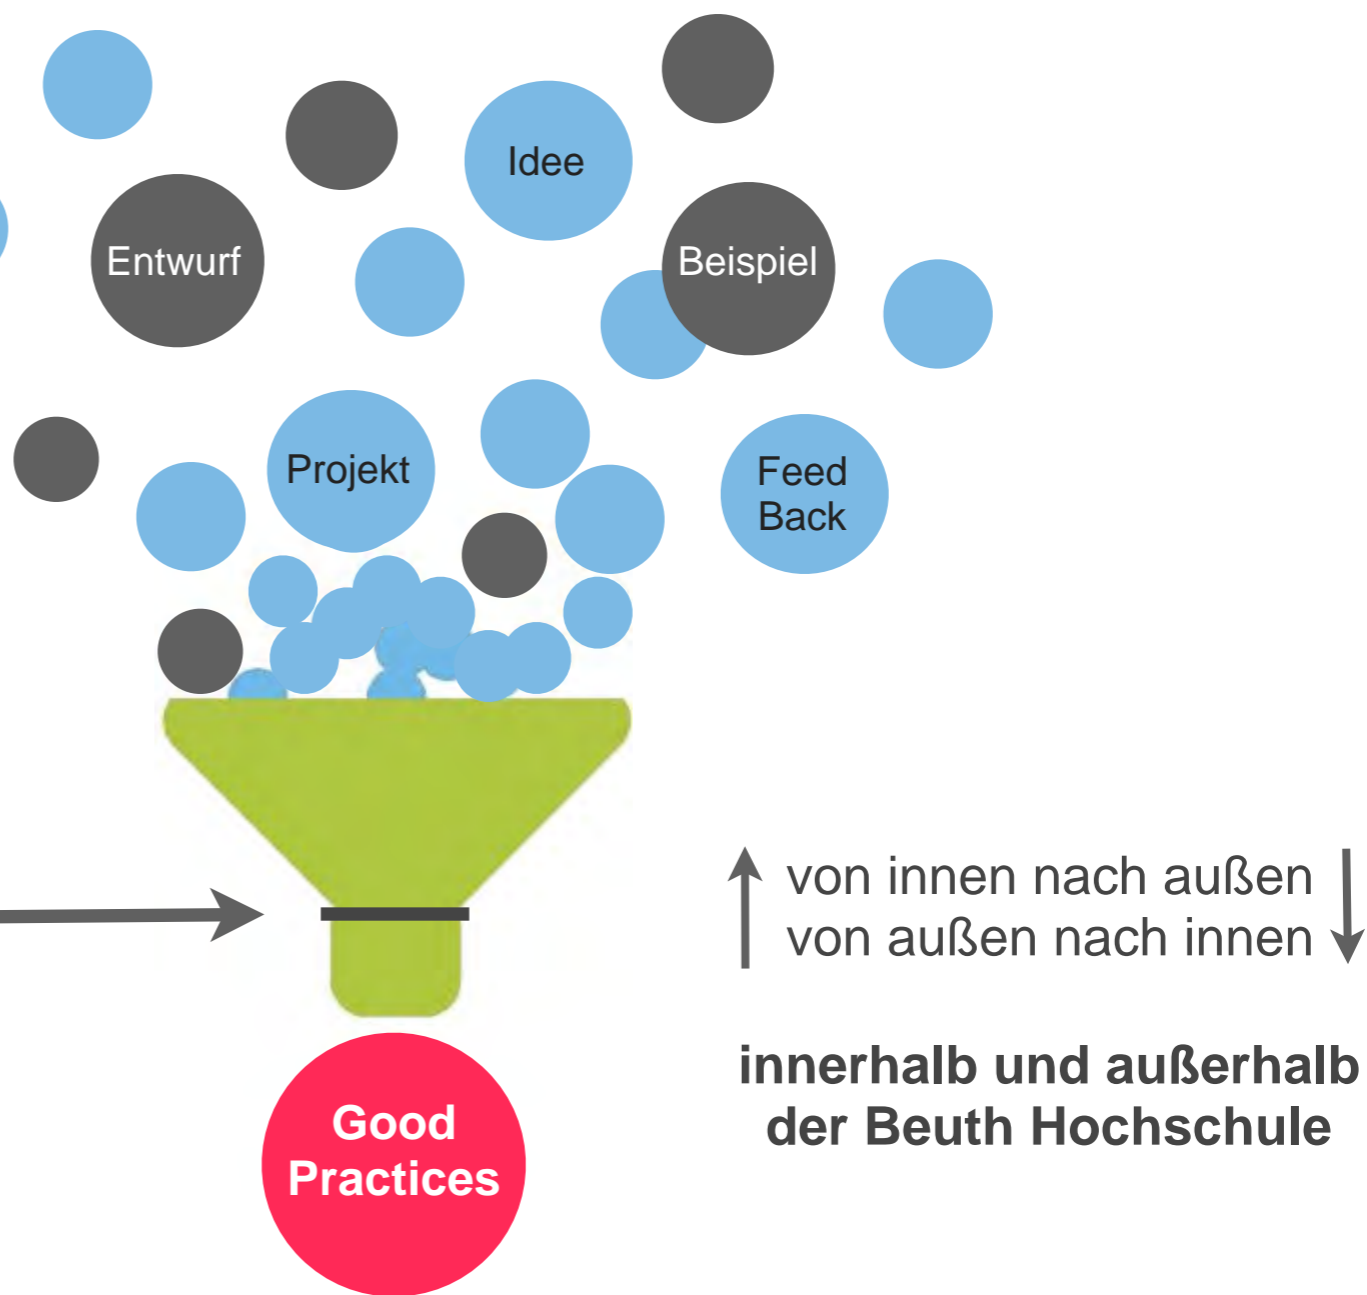 Idee
Entwurf
Beispiel
Projekt
Feed
Back
von innen nach außen
von außen nach innen
innerhalb und außerhalb
der Beuth Hochschule
Good
Practices